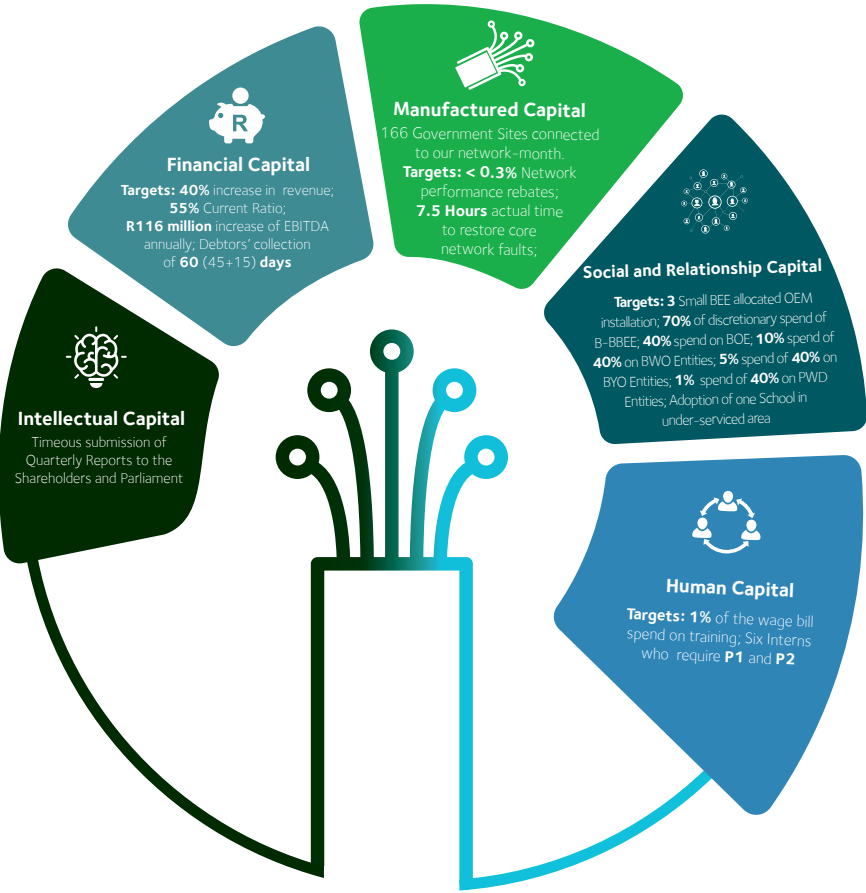 R
Financial Capital
Targets: 40% increase in revenue;
55% Current Ratio;
R116 million increase of EBITDA
annually; Debtors' collection
of 60 (45+15) days
Manufactured Capital
166 Government Sites connected
to our network-month.
Targets: < 0.3% Network
performance rebates;
7.5 Hours actual time
to restore core
network faults;
Social and Relationship Capital
Targets: 3 Small BEE allocated OEM
installation; 70% of discretionary spend of
B-BBEE; 40% spend on BOE; 10% spend of
40% on BWO Entities; 5% spend of 40% on
BYO Entities; 1% spend of 40% on PWD
Entities; Adoption of one School in
under-serviced area
Intellectual Capital
Timeous submission of
Quarterly Reports to the
Shareholders and Parliament
Human Capital
Targets: 1% of the wage bill
spend on training; Six Interns
who require P1 and P2